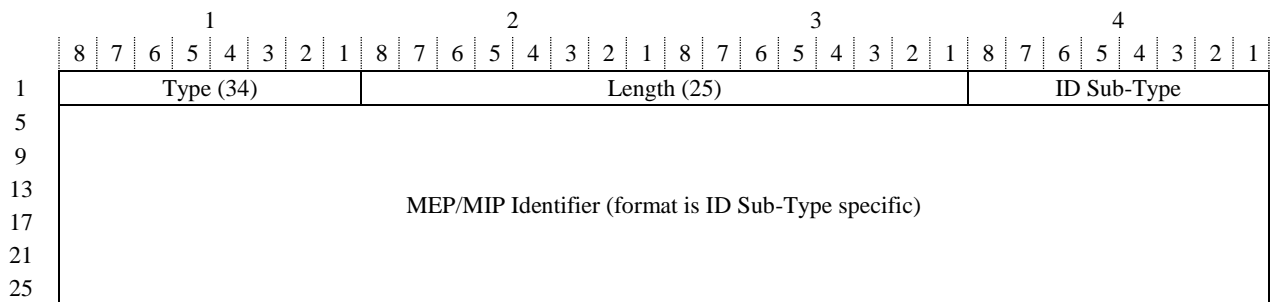 1 2 3 4
8 7 6 5 4 3 2 1 8 7 6 5 4 3 2 1 8 7 6 5 4 3 2 1 8 7 6 5 4 3 2 1
1 Type (34) Length (25) ID Sub-Type
5
9
13
MEP/MIP Identifier (format is ID Sub-Type specific)
17
21
25